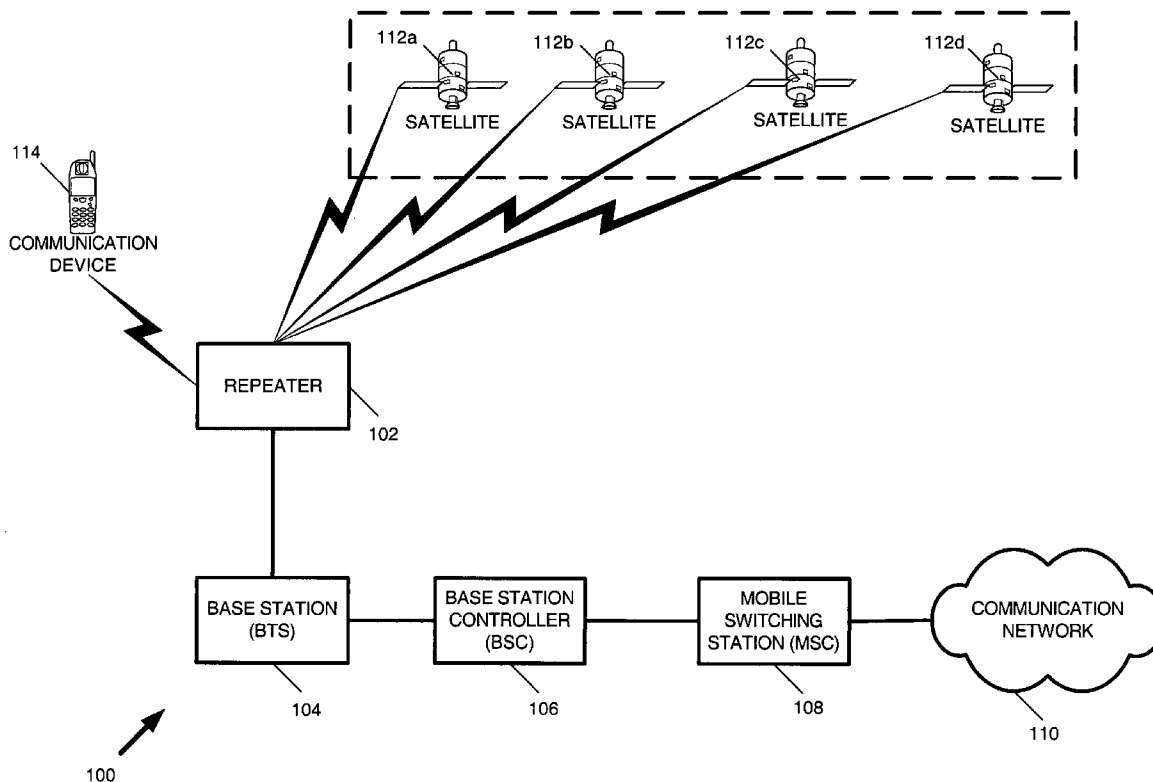 112a
112b
112c
112d
SATELLITE
SATELLITE
SATELLITE
SATELLITE
114
COMMUNICATION
DEVICE
REPEATER
102
BASE STATION
(BTS)
BASE STATION
CONTROLLER
(BSC)
MOBILE
SWITCHING
STATION (MSC)
COMMUNICATION
NETWORK
104
106
108
110
100